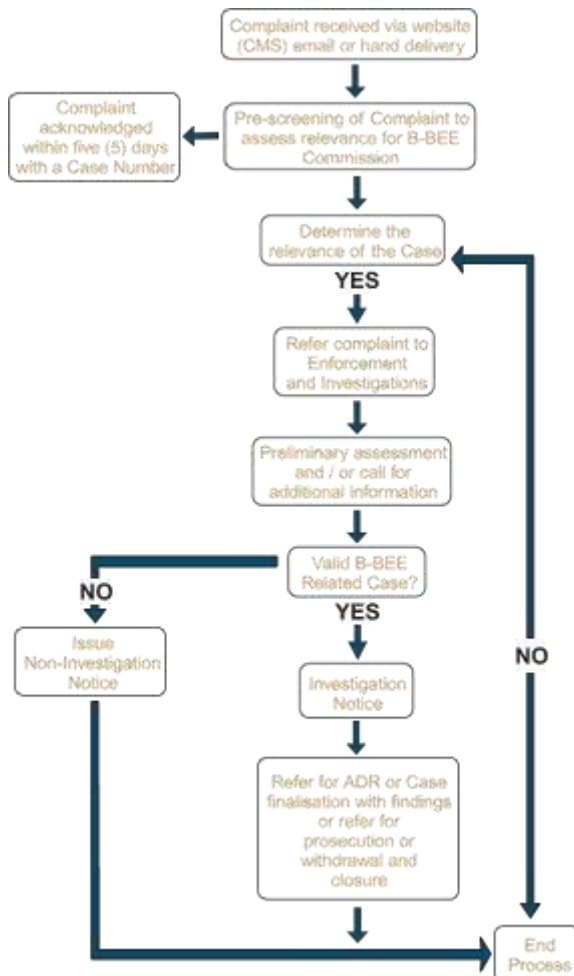 Complaint received via website
(CMS) email or hand delivery
Complaint
acknowledged
within five (5) days
with a Case Number
Pre-screening of Complaint to
assess relevance for B-BEE
Commission
Determine the
relevance of the Case
YES
Refer complaint to
Enforcement
and Investigations
Preliminary assessment
and / or call for
additional information
Valid B-BEE
Related Case?
NO
YES
Issue
Non-Investigation
Notice
Investigation
Notice
NO
Refer for ADR or Case
finalisation with findings
or refer for
prosecution or
withdrawal and
closure
End
Process